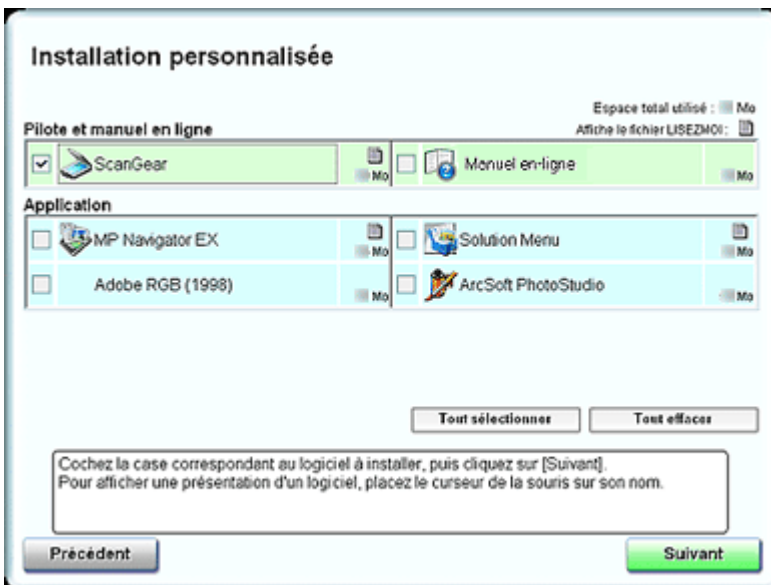 Installation personnalisée
Espace total utilisé : Mo
Pilote et manuel en ligne
Affiche le fichier LISEZMOI :
ScanGear
Mo
Manuel en-ligne
Mo
Application
MP Navigator EX
Mo
Solution Menu
Mo
Adobe RGB (1998)
Mo
ArcSoft PhotoStudio
Mo
Tout sélectionner
Tout effacer
Cochez la case correspondant au logiciel à installer, puis cliquez sur [Suivant].
Pour afficher une présentation d'un logiciel, placez le curseur de la souris sur son nom.
Précédent
Suivant